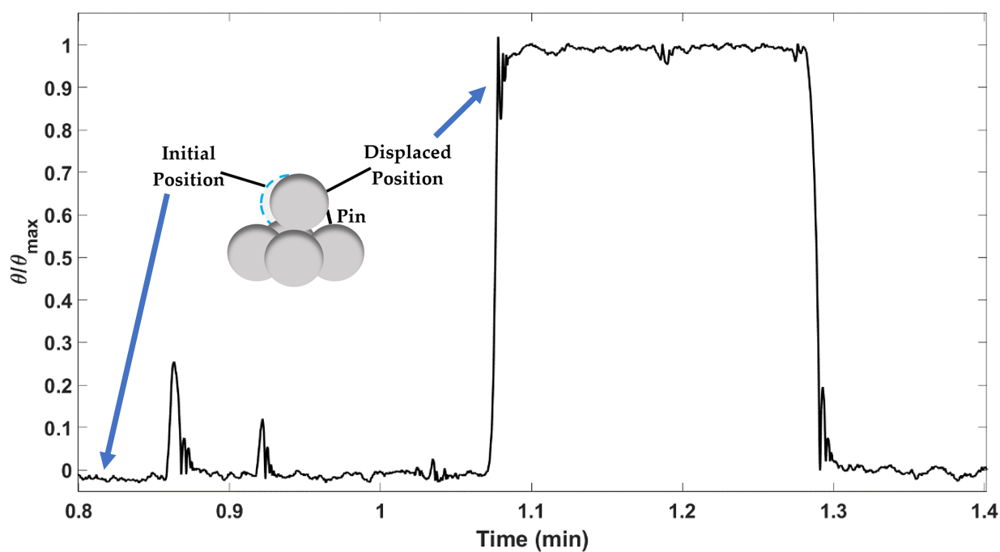 1
0.9
0.8
0.7
0.6
0.5
0.4
0.3
0.2
0.1
0
θ/θmax
Initial
Position
Displaced
Position
Pin
0.8 0.9 1 1.1 1.2 1.3 1.4
Time (min)